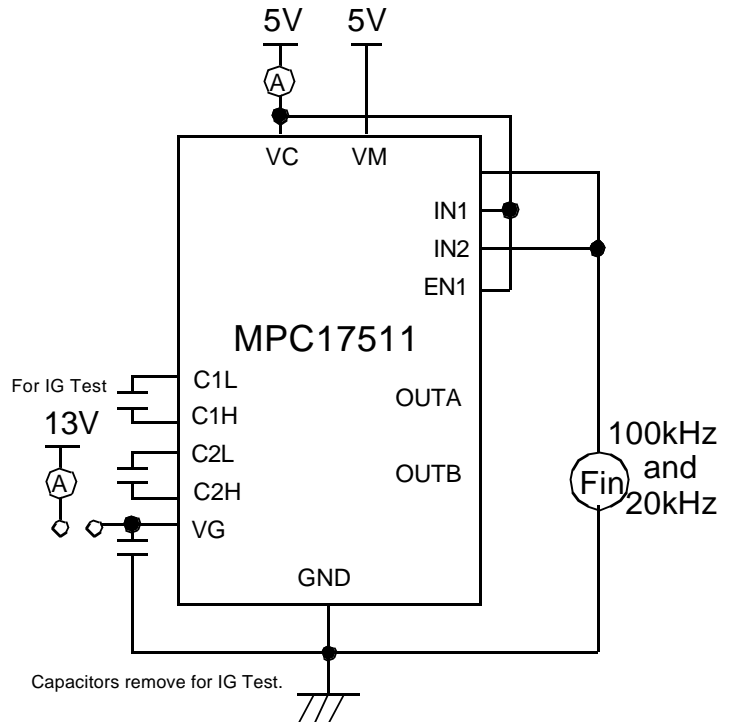 5V 5V
A
VC VM
IN1
IN2
EN1
MPC17511
For IG Test
C1L
OUTA
C1H
13V
C2L
100kHz
and
20kHz
A
OUTB
Fin
C2H
VG
GND
Capacitors remove for IG Test.